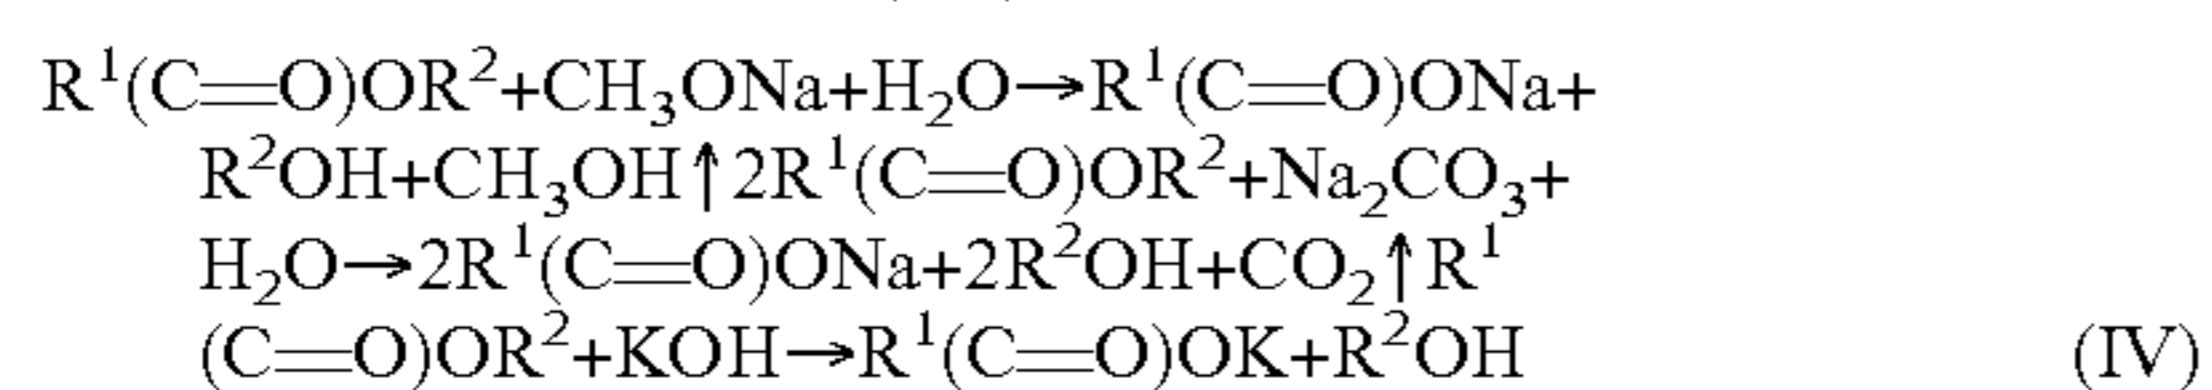 R¹(C=O)OR²+CH₃ONa+H₂O→R¹(C=O)ONa+
R²OH+CH₃OH↑2R¹(C=O)OR²+Na₂CO₃+
H₂O→2R¹(C=O)ONa+2R²OH+CO₂↑R¹
(C=O)OR²+KOH→R¹(C=O)OK+R²OH (IV)